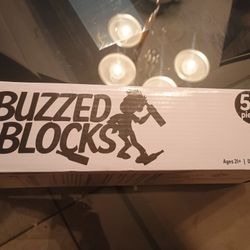 BUZZED
BLOCKS
5
Ages 21+ |